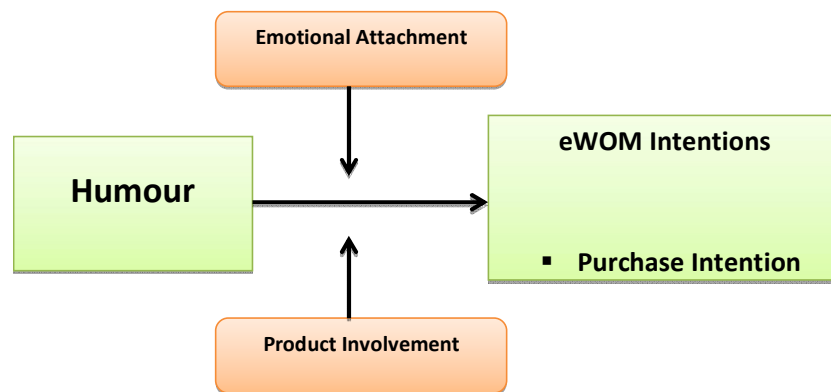 Emotional Attachment
Humour
eWOM Intentions
▪ Purchase Intention
Product Involvement